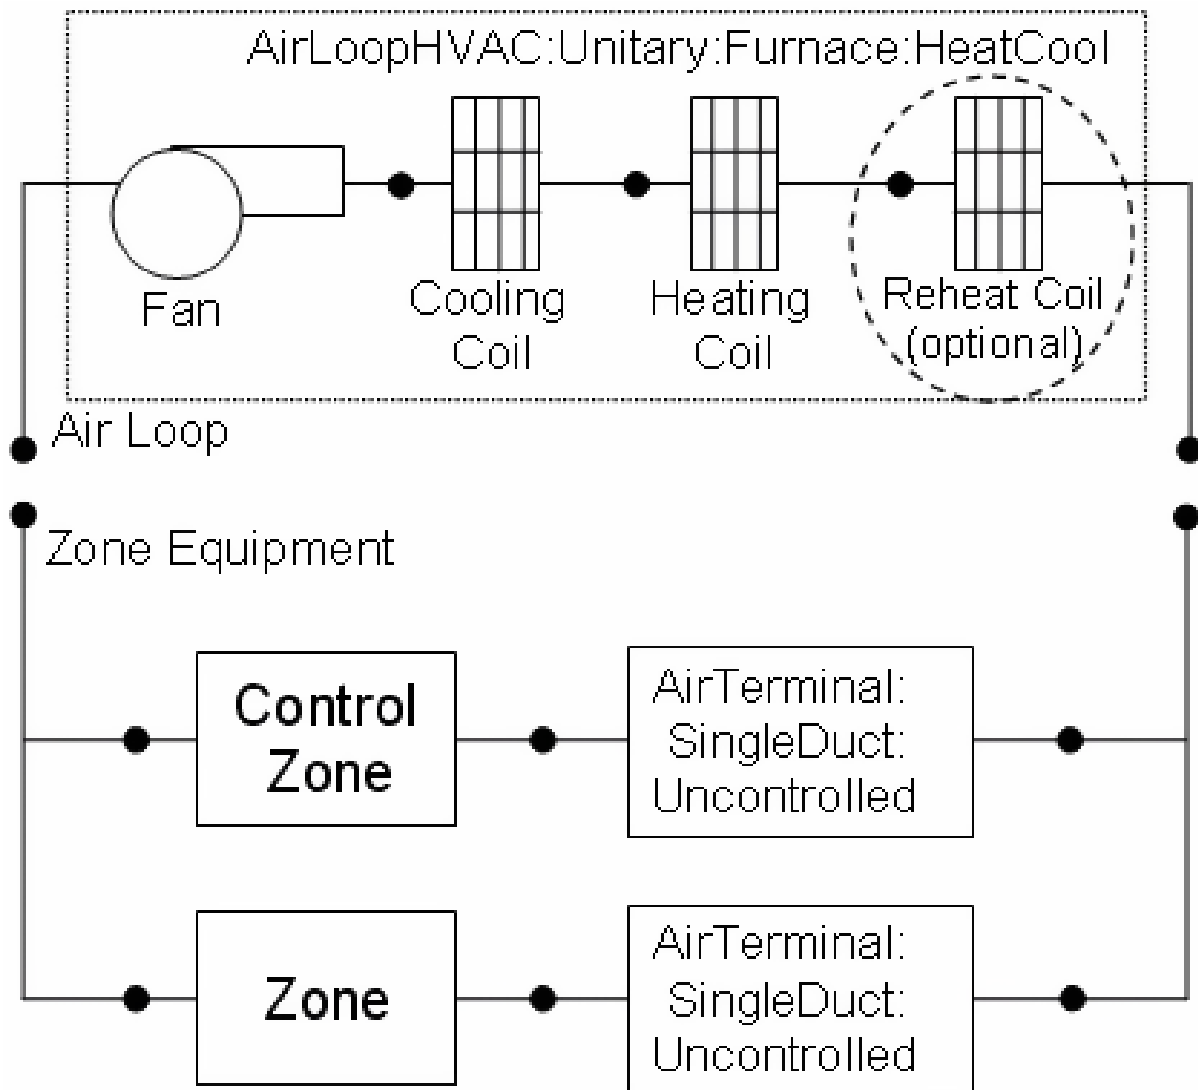 AirLoopHVAC:Unitary:Furnace:HeatCool
Fan
Cooling
Coil
Heating
Coil
Reheat Coil
(optional)
Air Loop
Zone Equipment
Control
Zone
AirTerminal:
SingleDuct:
Uncontrolled
Zone
AirTerminal:
SingleDuct:
Uncontrolled